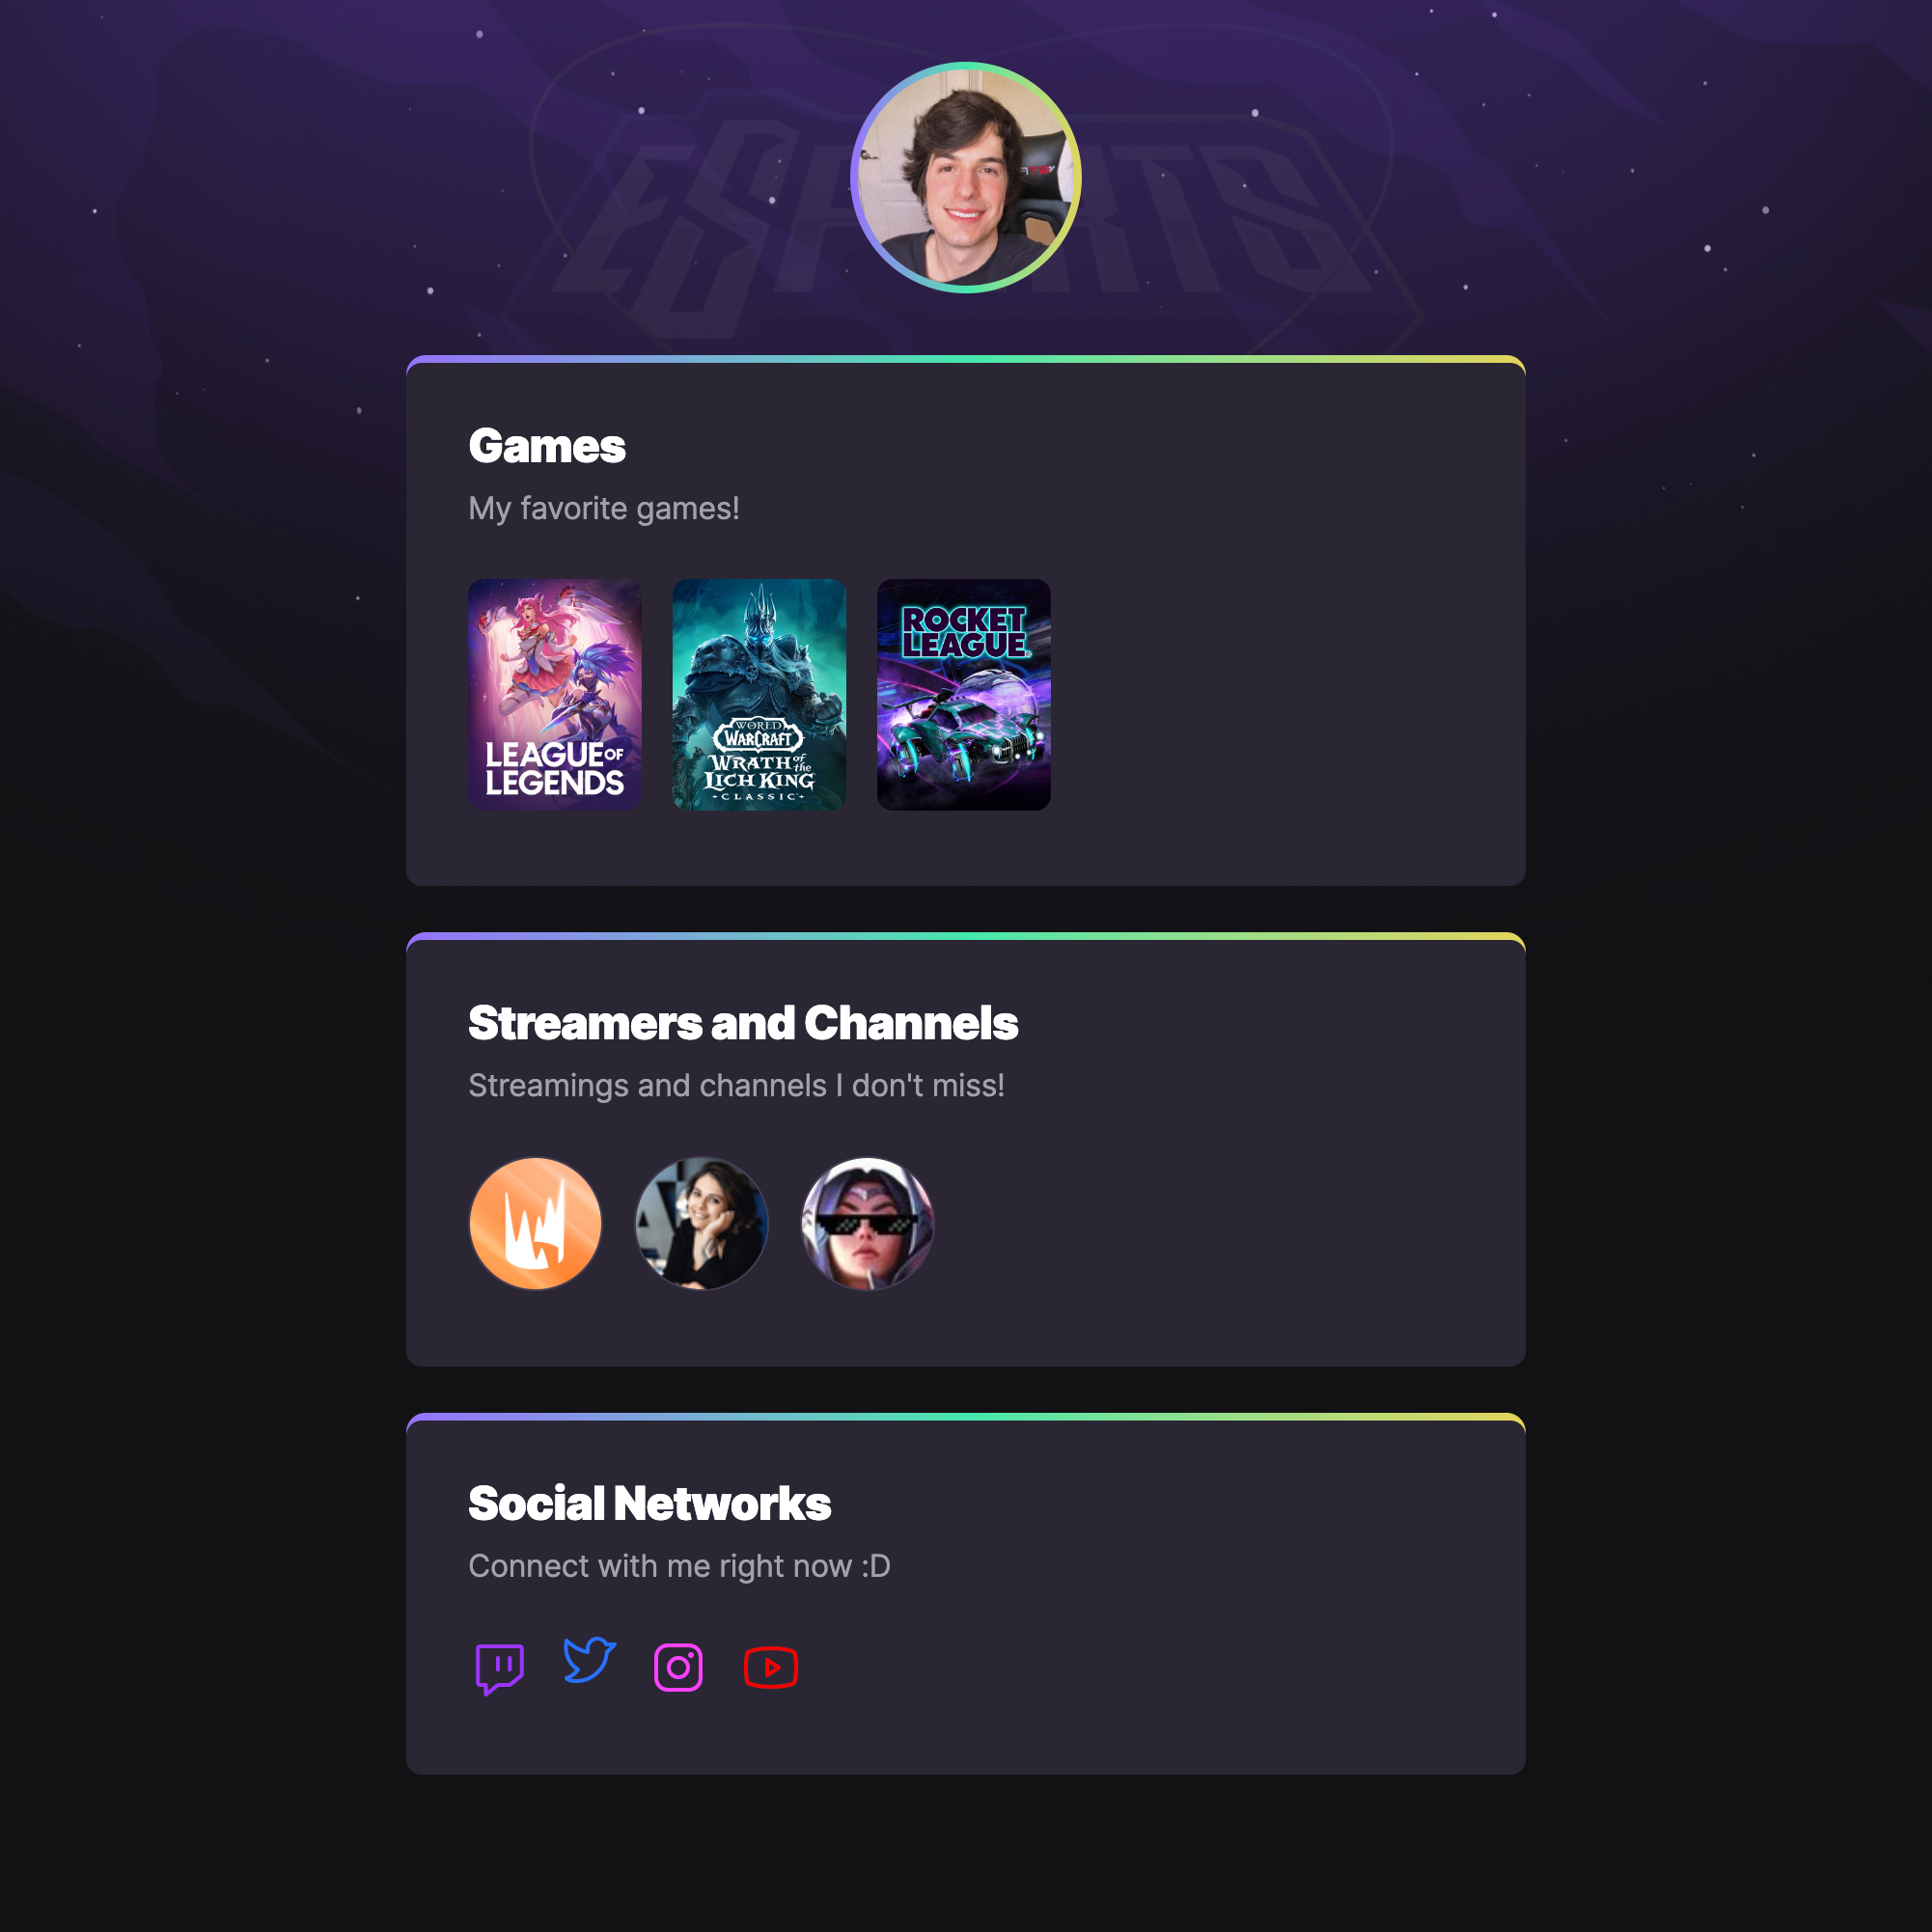 ESPORTS
Games
My favorite games!
LEAGUE OF
LEGENDS
WORLD
WARCRAFT
WRATH of the
LICH KING
CLASSIC
ROCKET
LEAGUE
Streamers and Channels
Streamings and channels I don't miss!
Social Networks
Connect with me right now :D